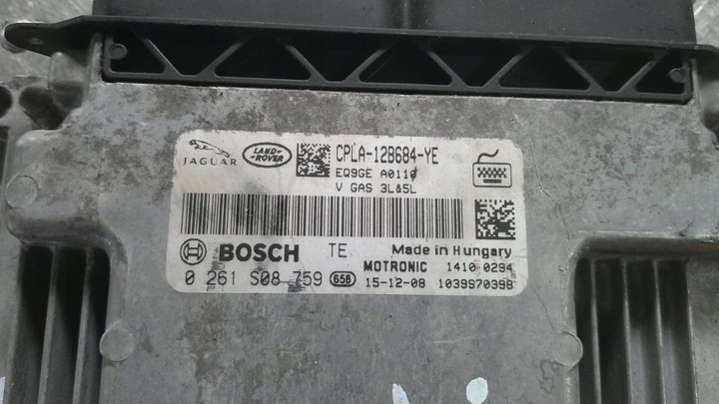 JAGUAR
LAND-ROVER
CPLA-12B684-YE
EQ9GE A0110
V GAS 3L&5L
BOSCH TE Made in Hungary
MOTRONIC 1410 0294
0 261 S08 759 658 15-12-08 1039S70398